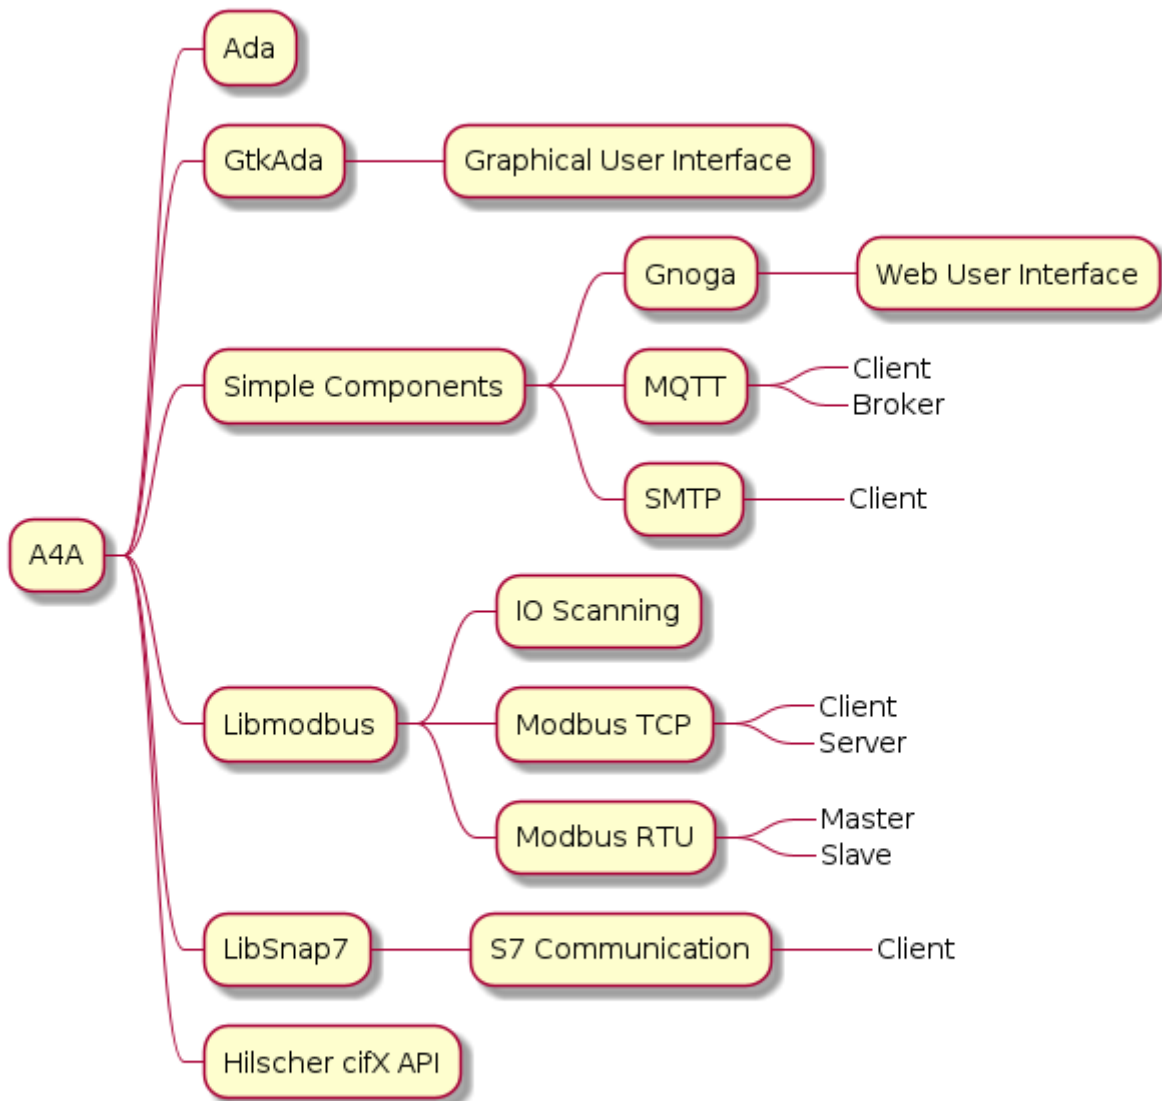 Ada
GtkAda
Graphical User Interface
Gnoga
Web User Interface
Simple Components
MQTT
Client
Broker
SMTP
Client
A4A
IO Scanning
Libmodbus
Modbus TCP
Client
Server
Modbus RTU
Master
Slave
LibSnap7
S7 Communication
Client
Hilscher cifX API